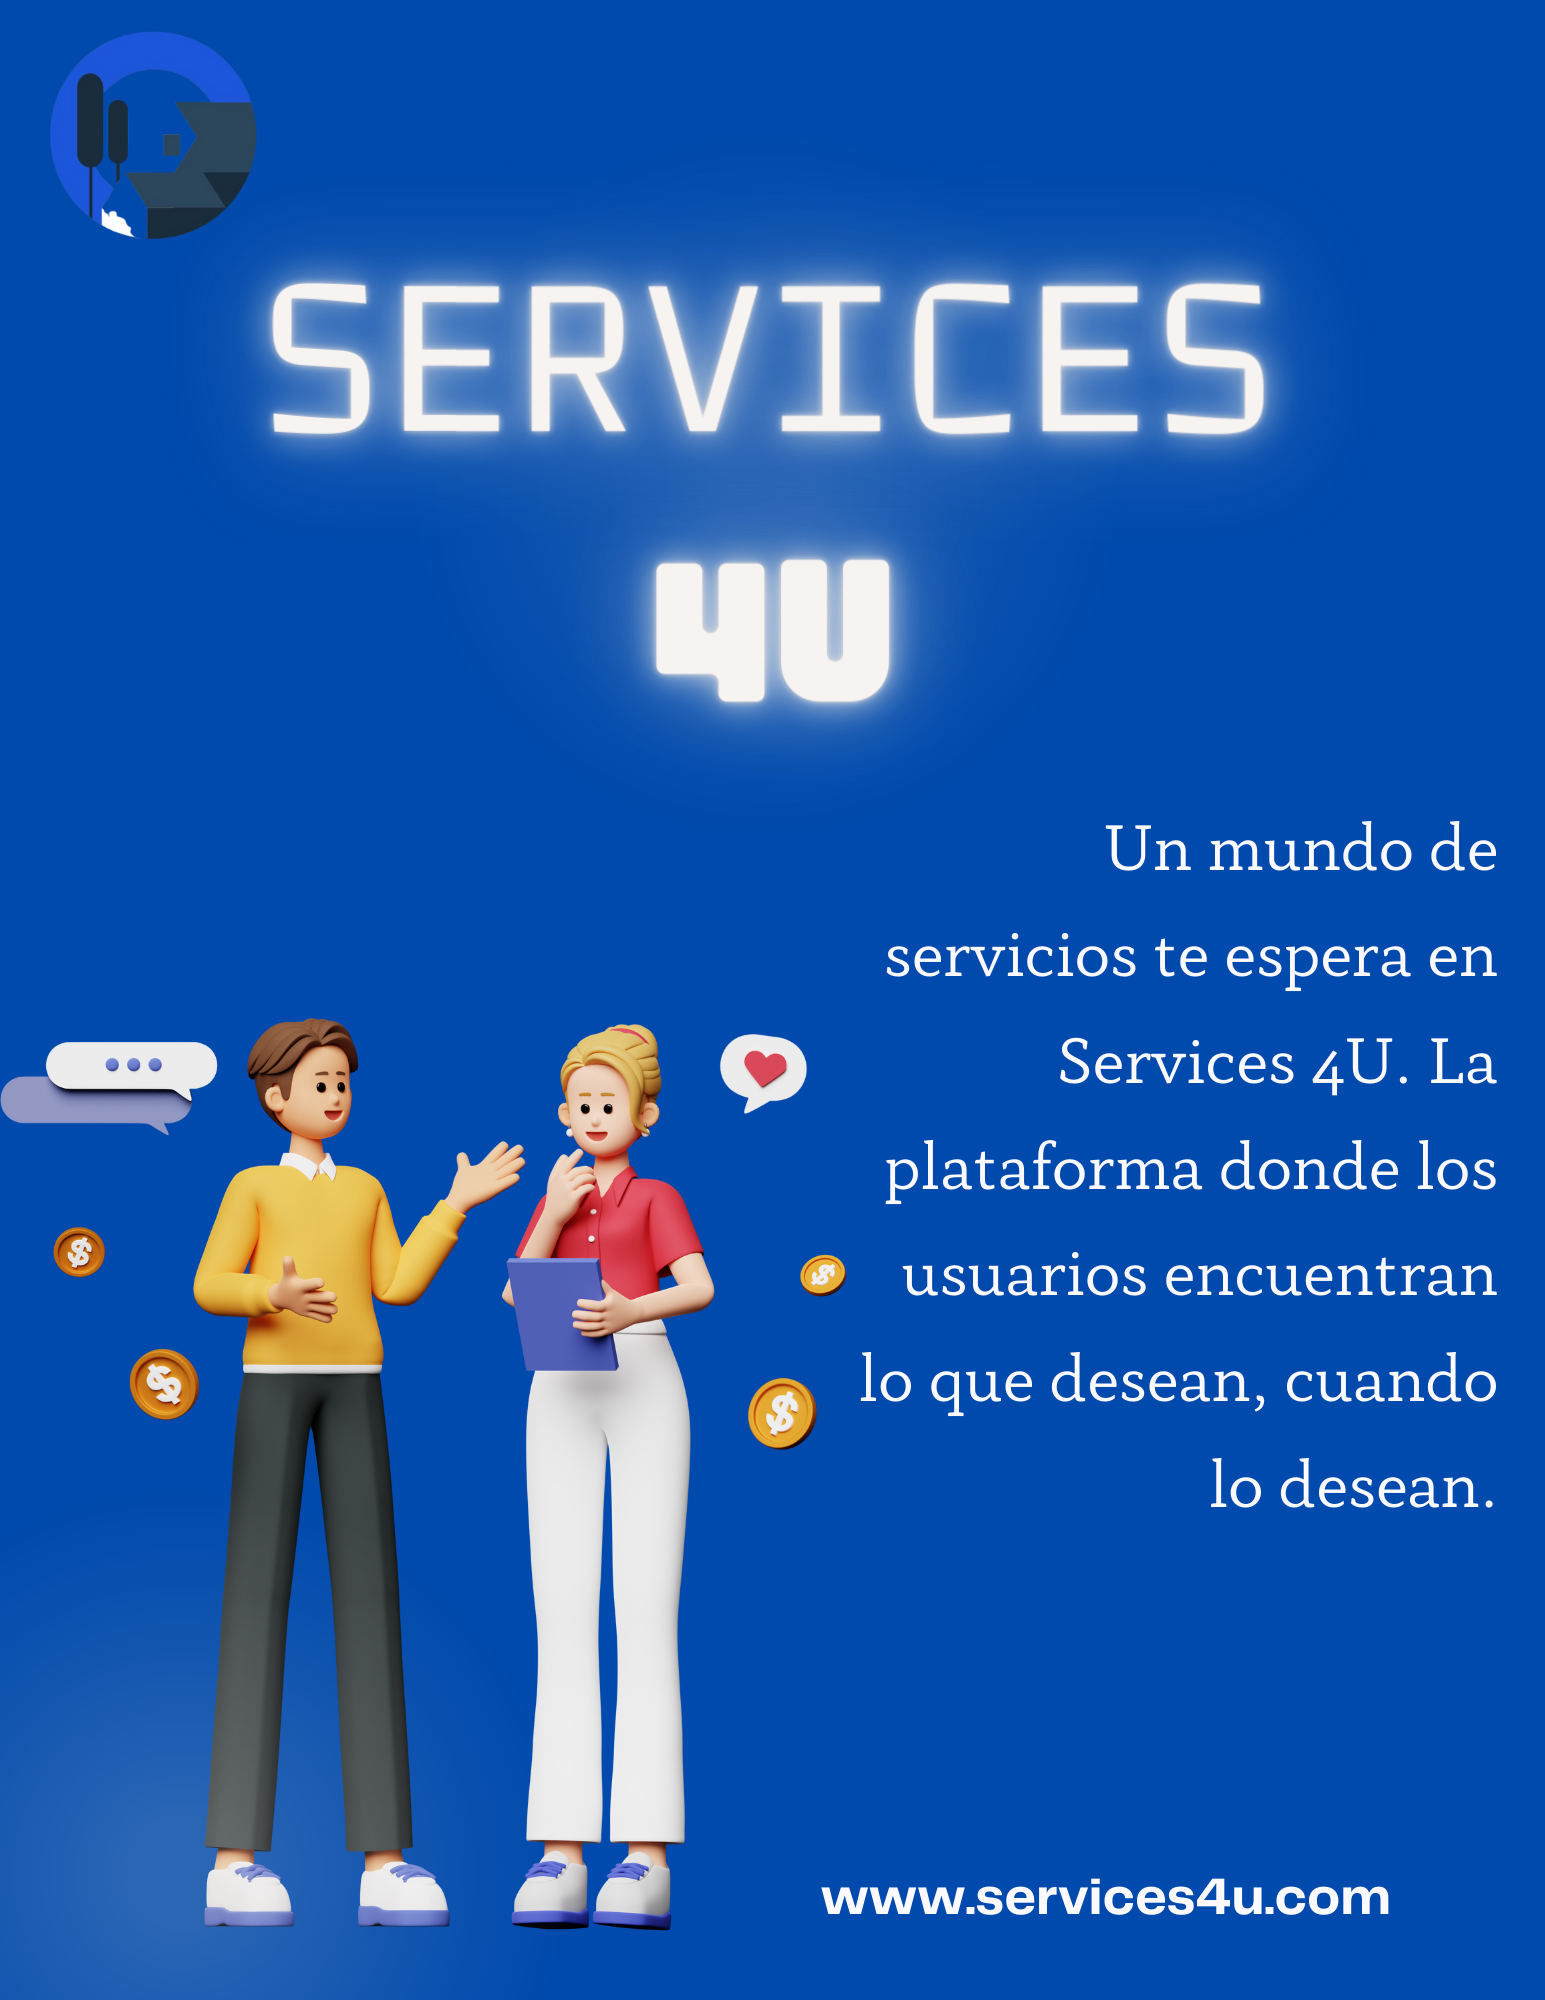 SERVICES
4U
Un mundo de
servicios te espera en
Services 4U. La
plataforma donde los
usuarios encuentran
lo que desean, cuando
lo desean.
www.services4u.com